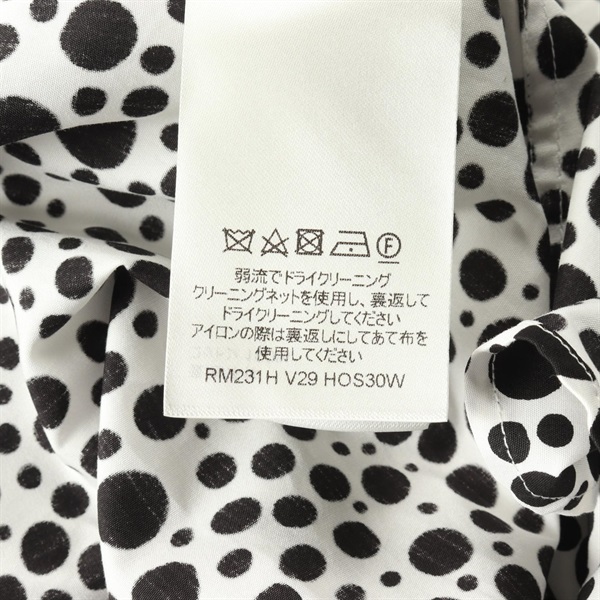 F
弱流でドライクリーニング
クリーニングネットを使用し、裏返して
ドライクリーニングしてください
アイロンの際は裏返しにしてあて布を
使用してください
RM231H V29 HOS30W